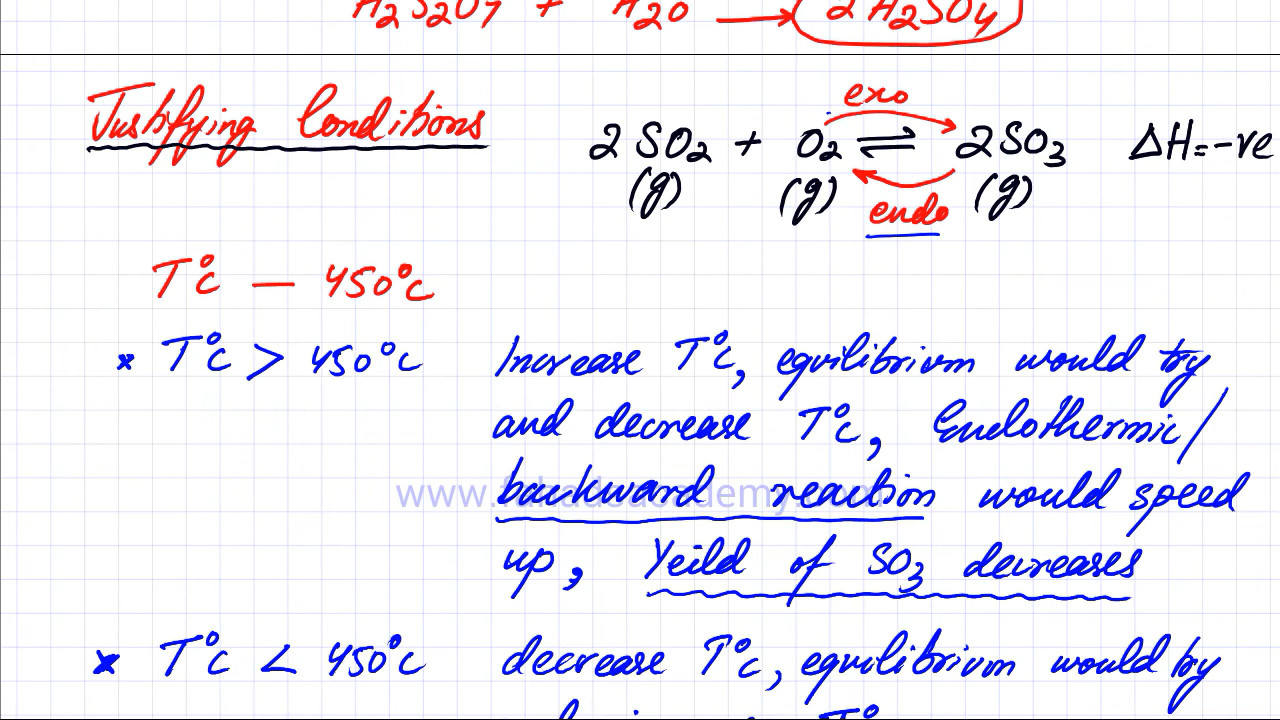 H2S2O7 + H2O → 2H2SO4
Justifying Conditions
exo
2SO2 + O2 ⇌ 2SO3 ΔH = -ve
(g) (g) (g)
endo
T°C — 450°C
* T°C > 450°C Increase T°C, equilibrium would try
and decrease T°C, Endothermic/
backward reaction would speed
up, Yeild of SO3 decreases
* T°C < 450°C decrease T°C, equilibrium would try
T°